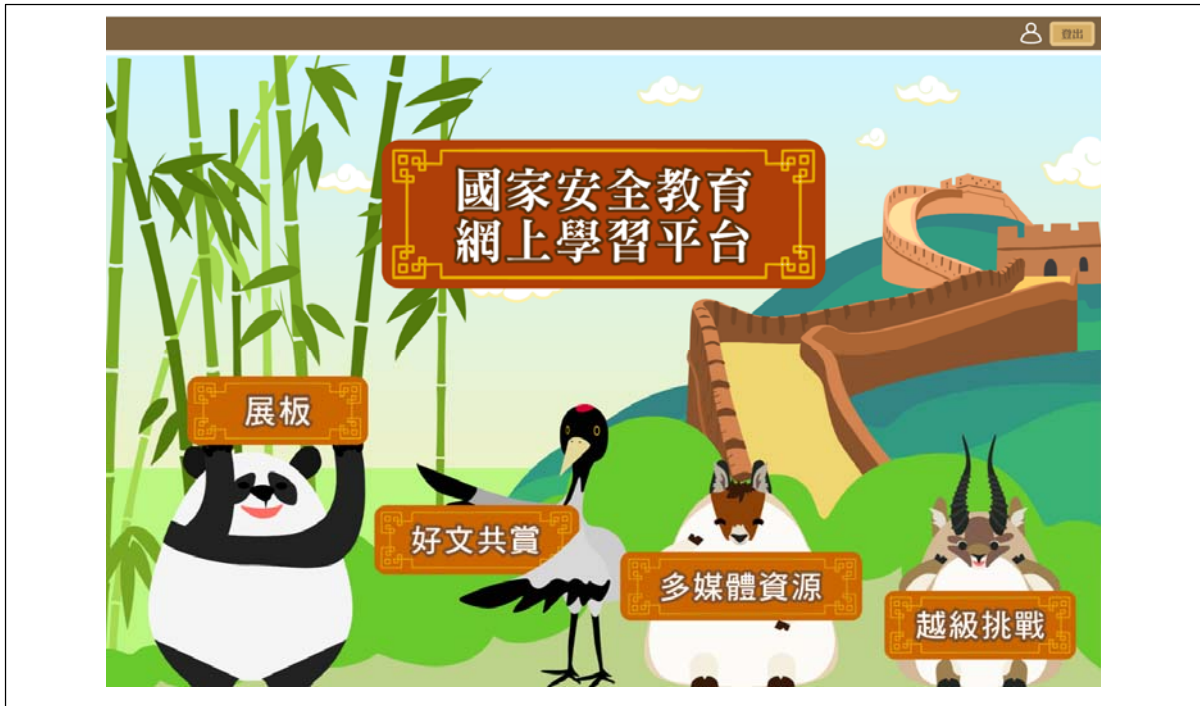 登出
國家安全教育
網上學習平台
展板
好文共賞
多媒體資源
越級挑戰